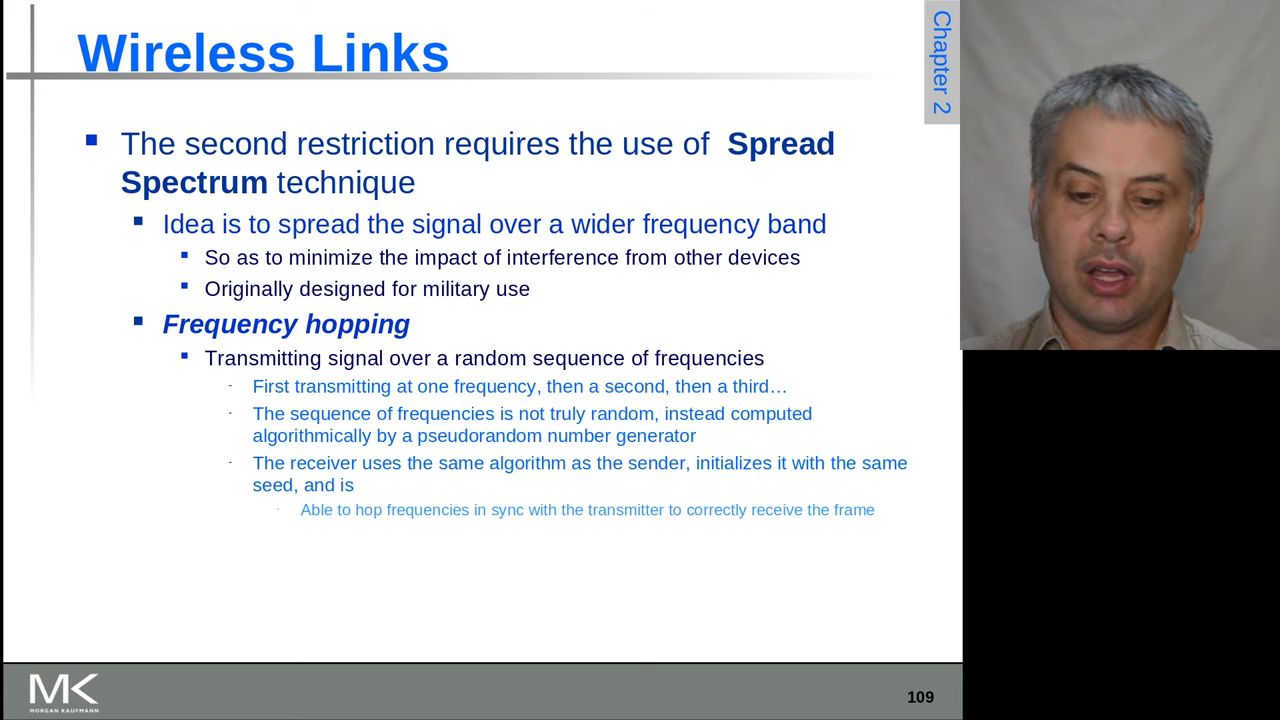 Wireless Links
Chapter 2
The second restriction requires the use of Spread
Spectrum technique
Idea is to spread the signal over a wider frequency band
So as to minimize the impact of interference from other devices
Originally designed for military use
Frequency hopping
Transmitting signal over a random sequence of frequencies
First transmitting at one frequency, then a second, then a third…
The sequence of frequencies is not truly random, instead computed
algorithmically by a pseudorandom number generator
The receiver uses the same algorithm as the sender, initializes it with the same
seed, and is
Able to hop frequencies in sync with the transmitter to correctly receive the frame
MK
MORGAN KAUFMANN
109